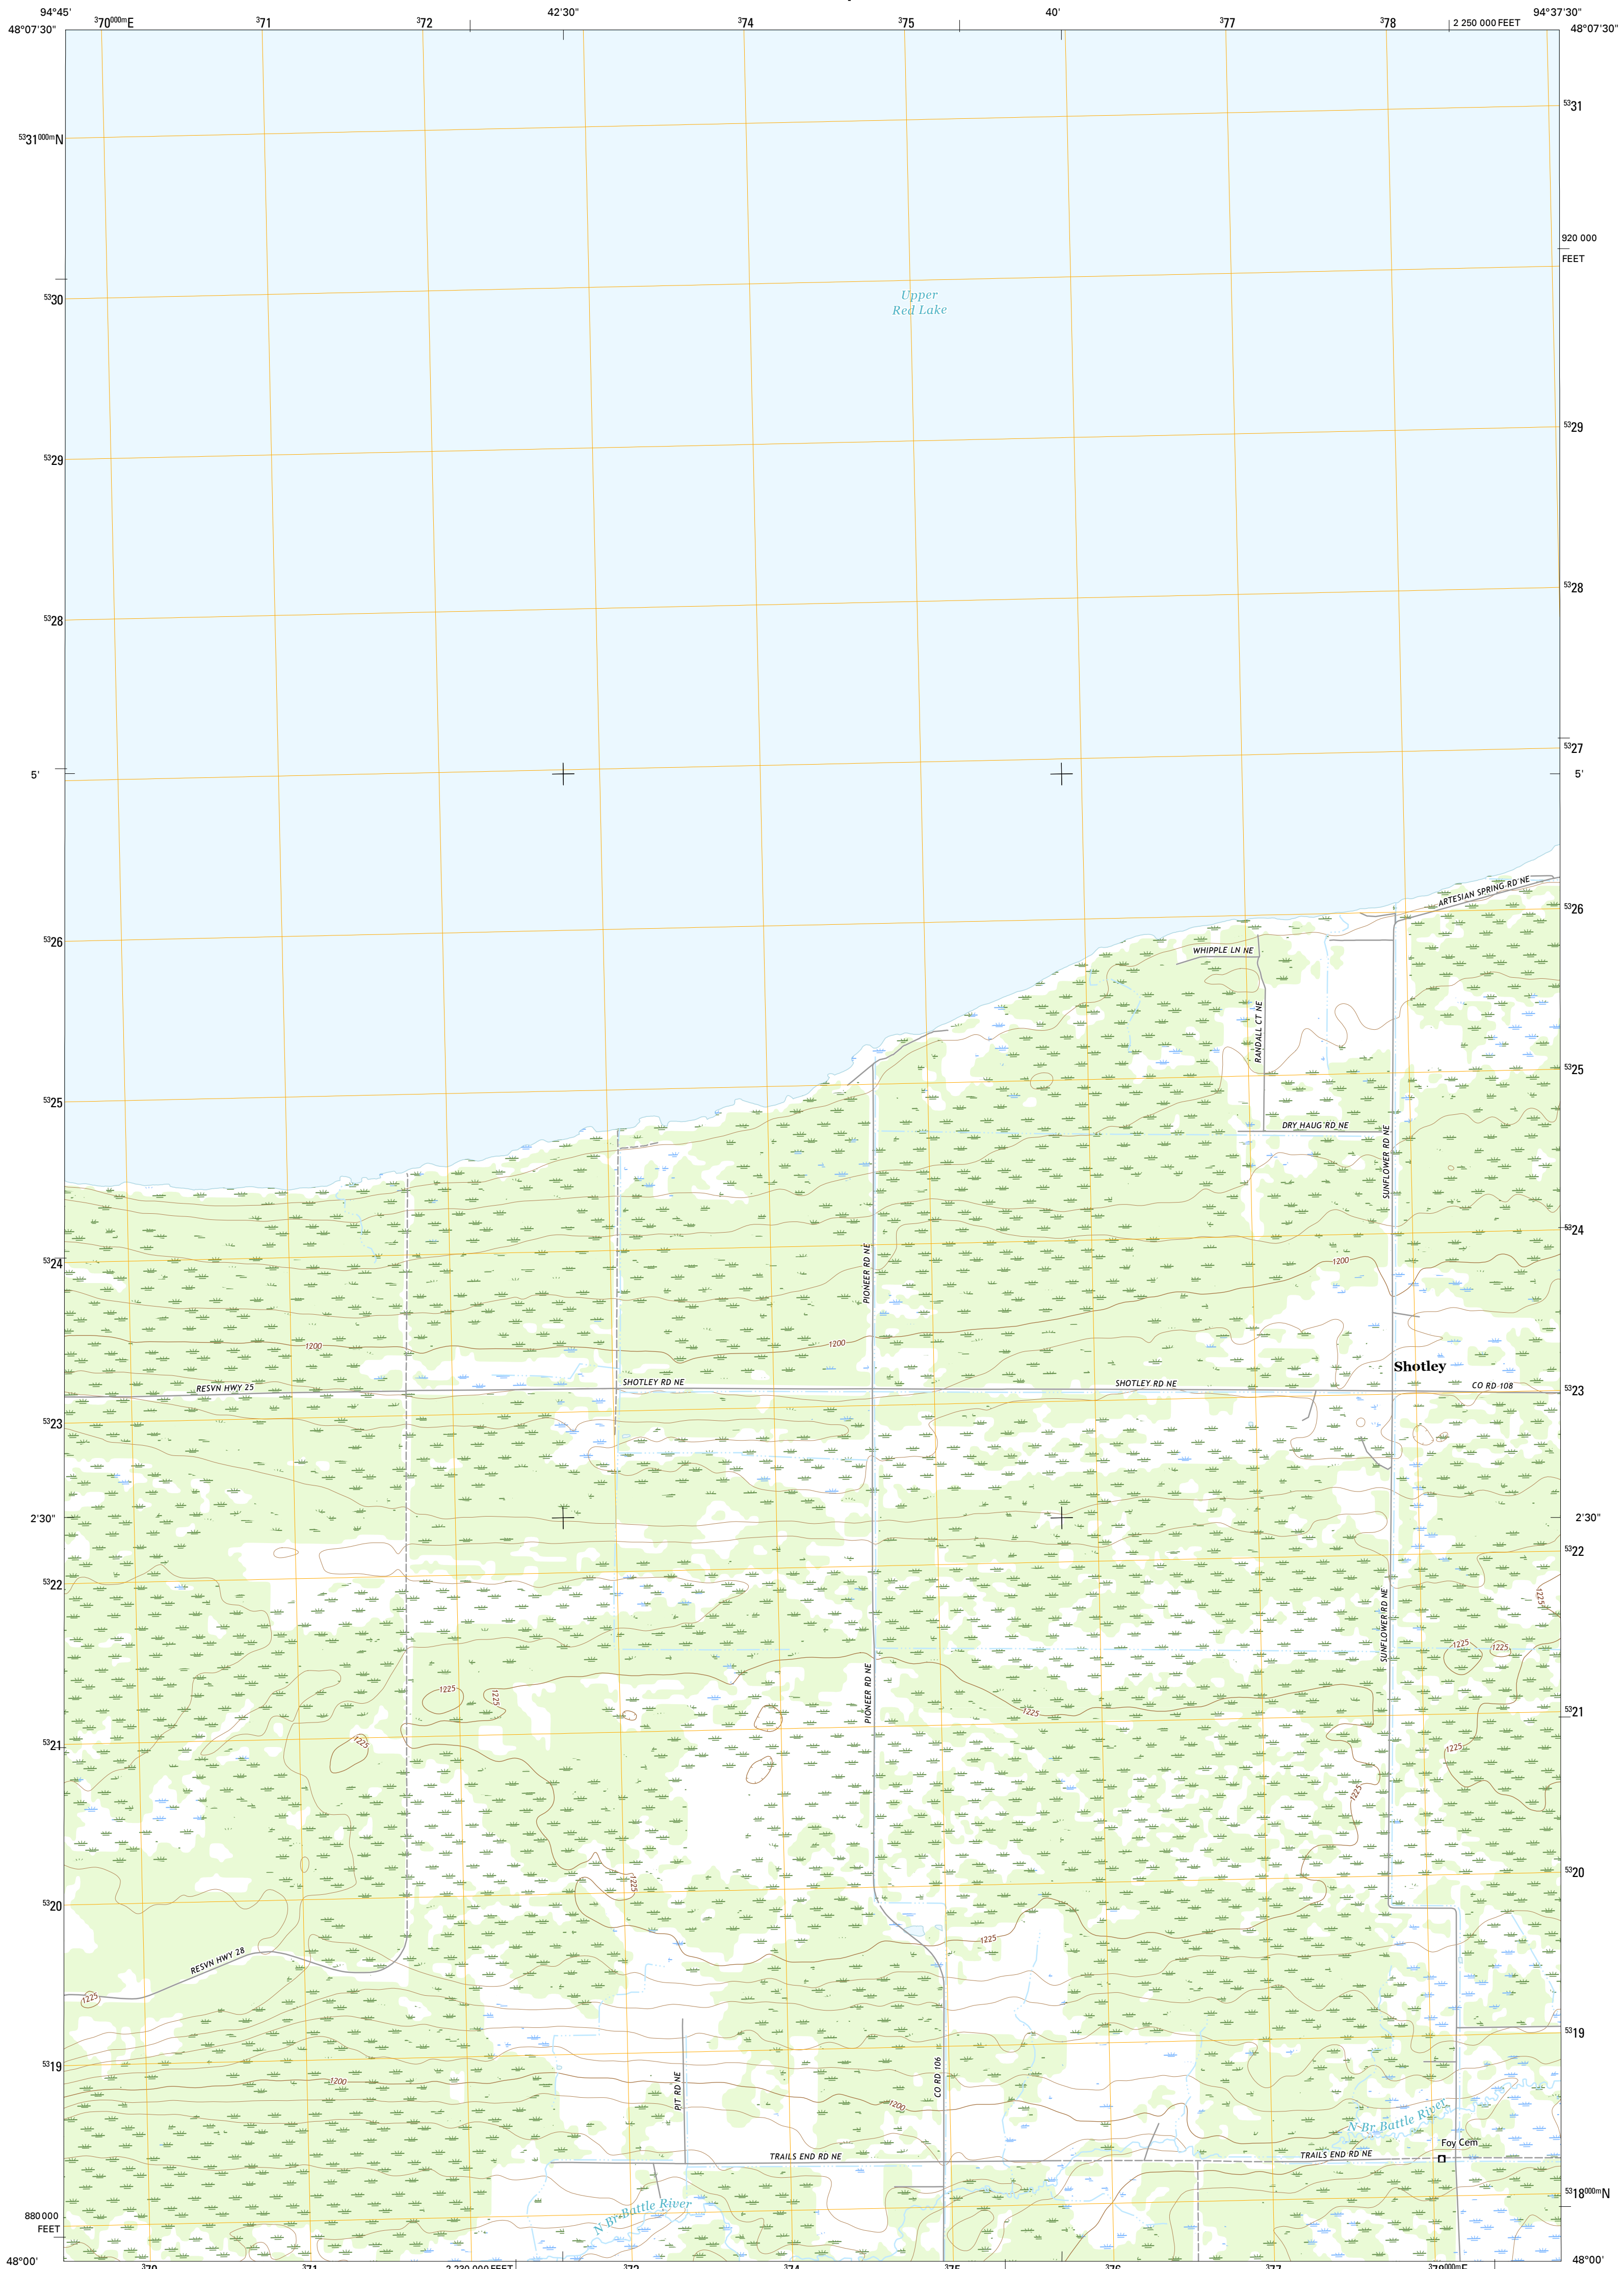 94°45'
³70⁰⁰⁰ᵐE
³71
³72
42'30"
³74
³75
40'
³77
³78
2 250 000 FEET
94°37'30"
48°07'30"
48°07'30"
⁵³31
⁵³31⁰⁰⁰ᵐN
920 000
FEET
⁵³30
Upper
Red Lake
⁵³29
⁵³29
⁵³28
⁵³28
⁵³27
5'
5'
ARTESIAN SPRING RD NE
⁵³26
⁵³26
WHIPPLE LN NE
RANDALL CT NE
⁵³25
⁵³25
DRY HAUG RD NE
SUNFLOWER RD NE
⁵³24
⁵³24
PIONEER RD NE
1200
1200
1200
Shotley
RESVN HWY 25
SHOTLEY RD NE
SHOTLEY RD NE
CO RD 108
⁵³23
⁵³23
2'30"
2'30"
⁵³22
⁵³22
1225
SUNFLOWER RD NE
1225
1225
PIONEER RD NE
1225
1225
1225
⁵³21
⁵³21
1225
1225
1225
⁵³20
⁵³20
1225
1225
RESVN HWY 28
1225
⁵³19
⁵³19
1200
PIT RD NE
CO RD 106
1200
N Br Battle River
Foy Cem
TRAILS END RD NE
TRAILS END RD NE
⁵³18⁰⁰⁰ᵐN
N Br Battle River
880 000
FEET
48°00'
48°00'